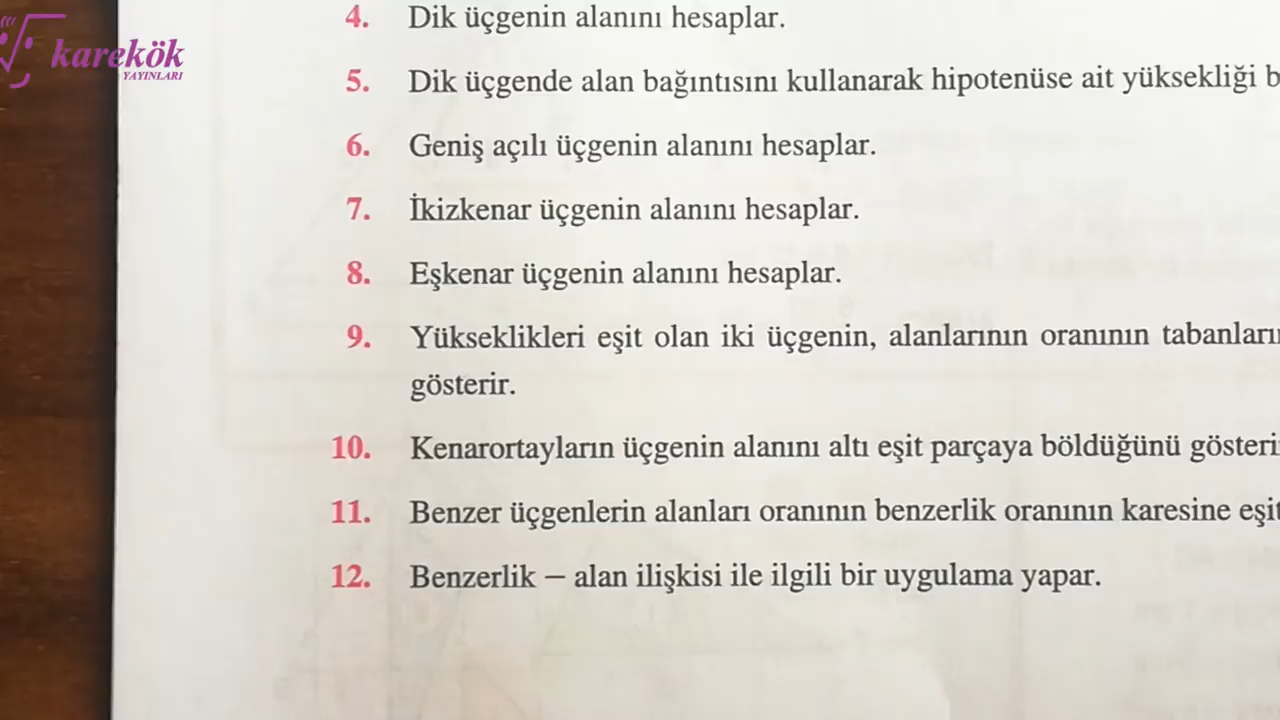 karekök
YAYINLARI
4. Dik üçgenin alanını hesaplar.
5. Dik üçgende alan bağıntısını kullanarak hipotenüse ait yüksekliği b
6. Geniş açılı üçgenin alanını hesaplar.
7. İkizkenar üçgenin alanını hesaplar.
8. Eşkenar üçgenin alanını hesaplar.
9. Yükseklikleri eşit olan iki üçgenin, alanlarının oranının tabanların
gösterir.
10. Kenarortayların üçgenin alanını altı eşit parçaya böldüğünü gösteri
11. Benzer üçgenlerin alanları oranının benzerlik oranının karesine eşit
12. Benzerlik – alan ilişkisi ile ilgili bir uygulama yapar.